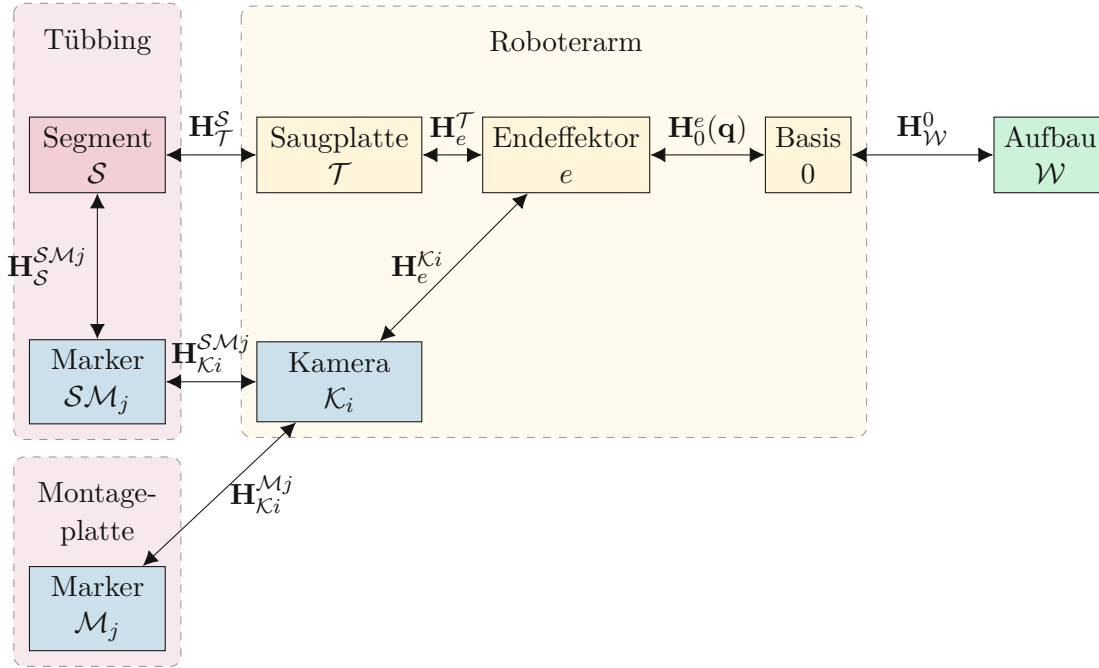 Tübbing
Roboterarm
Segment
𝒮
H_𝒯^𝒮
Saugplatte
𝒯
H_e^𝒯
Endeffektor
e
H_0^e(q)
Basis
0
H_𝒲^0
Aufbau
𝒲
H_𝒮^{𝒮ℳj}
H_e^{𝒦i}
Marker
𝒮ℳ_j
H_{𝒦i}^{𝒮ℳj}
Kamera
𝒦_i
H_{𝒦i}^{ℳj}
Montage-
platte
Marker
ℳ_j